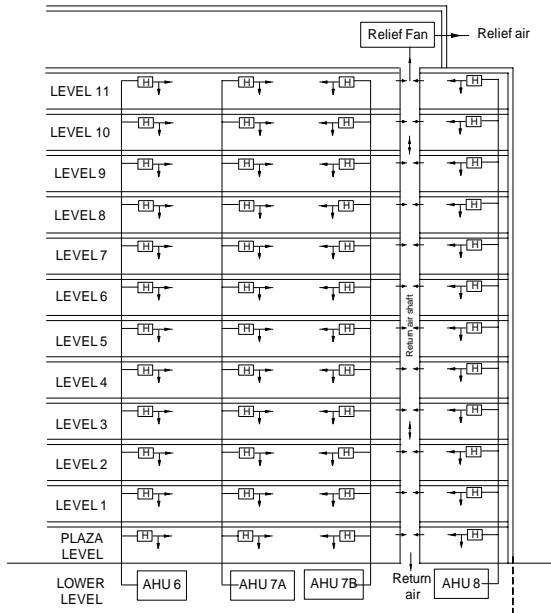 Relief Fan
Relief air
H H H H
LEVEL 11
H H H H
LEVEL 10
H H H H
LEVEL 9
H H H H
LEVEL 8
H H H H
LEVEL 7
H H H H
LEVEL 6
Return air shaft
H H H H
LEVEL 5
H H H H
LEVEL 4
H H H H
LEVEL 3
H H H H
LEVEL 2
H H H H
LEVEL 1
H H H H
PLAZA
LEVEL
LOWER
LEVEL
AHU 6
AHU 7A
AHU 7B
Return
air
AHU 8